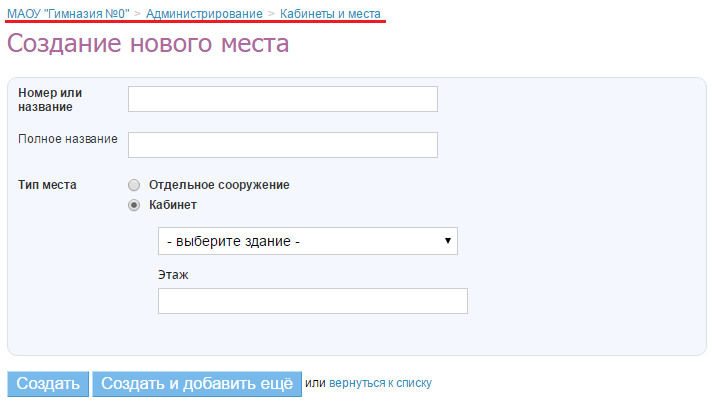 МАОУ "Гимназия №0" > Администрирование > Кабинеты и места
Создание нового места
Номер или
название
Полное название
Тип места
Отдельное сооружение
Кабинет
- выберите здание -
Этаж
Создать Создать и добавить ещё или вернуться к списку